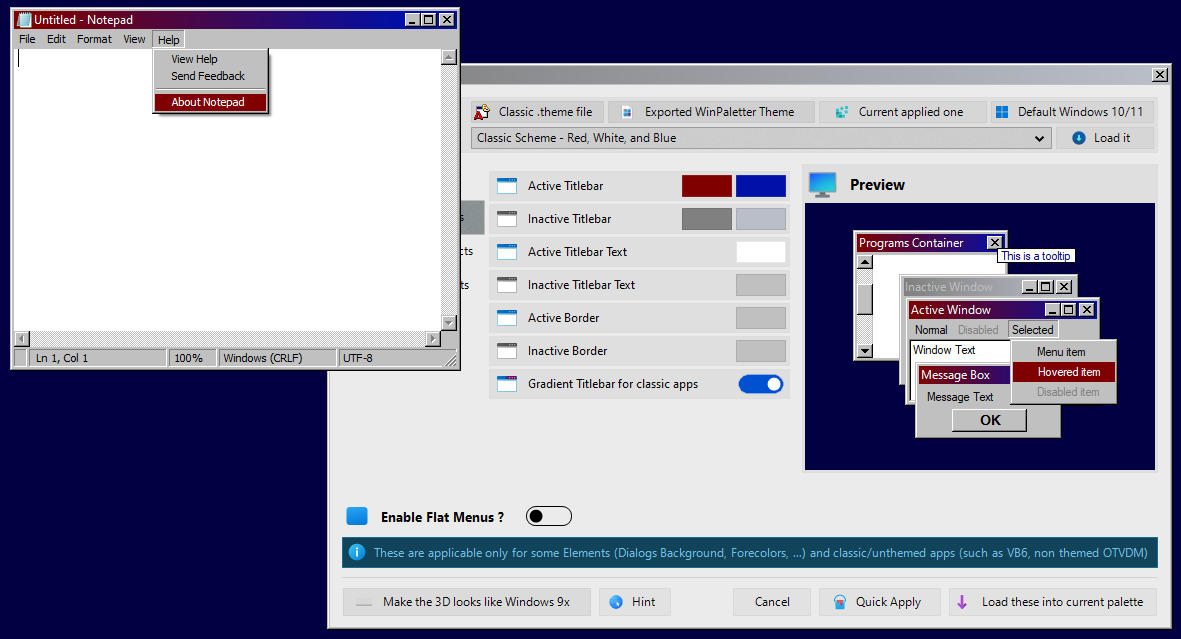 Untitled - Notepad
File Edit Format View Help
View Help
Send Feedback
About Notepad
Ln 1, Col 1 100% Windows (CRLF) UTF-8
Classic .theme file Exported WinPaletter Theme Current applied one Default Windows 10/11
Classic Scheme - Red, White, and Blue Load it
Active Titlebar
Inactive Titlebar
Active Titlebar Text
Inactive Titlebar Text
Active Border
Inactive Border
Gradient Titlebar for classic apps
s
cts
ts
Preview
Programs Container
This is a tooltip
Inactive Window
Active Window
Normal Disabled Selected
Window Text
Menu item
Hovered item
Disabled item
Message Box
Message Text
OK
Enable Flat Menus ?
These are applicable only for some Elements (Dialogs Background, Forecolors, ...) and classic/unthemed apps (such as VB6, non themed OTVDM)
Make the 3D looks like Windows 9x Hint Cancel Quick Apply Load these into current palette